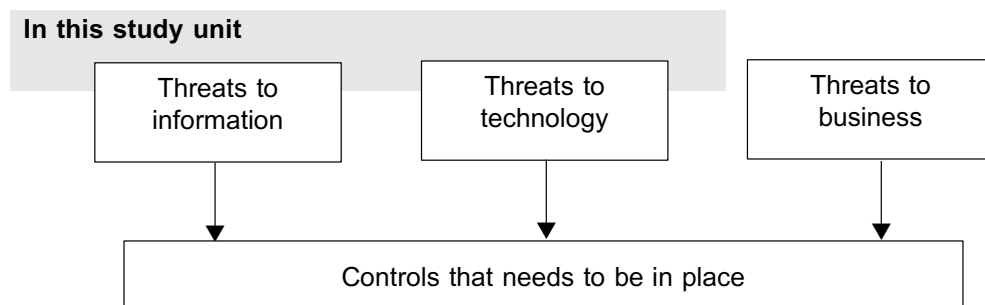 In this study unit
Threats to
information
Threats to
technology
Threats to
business
Controls that needs to be in place